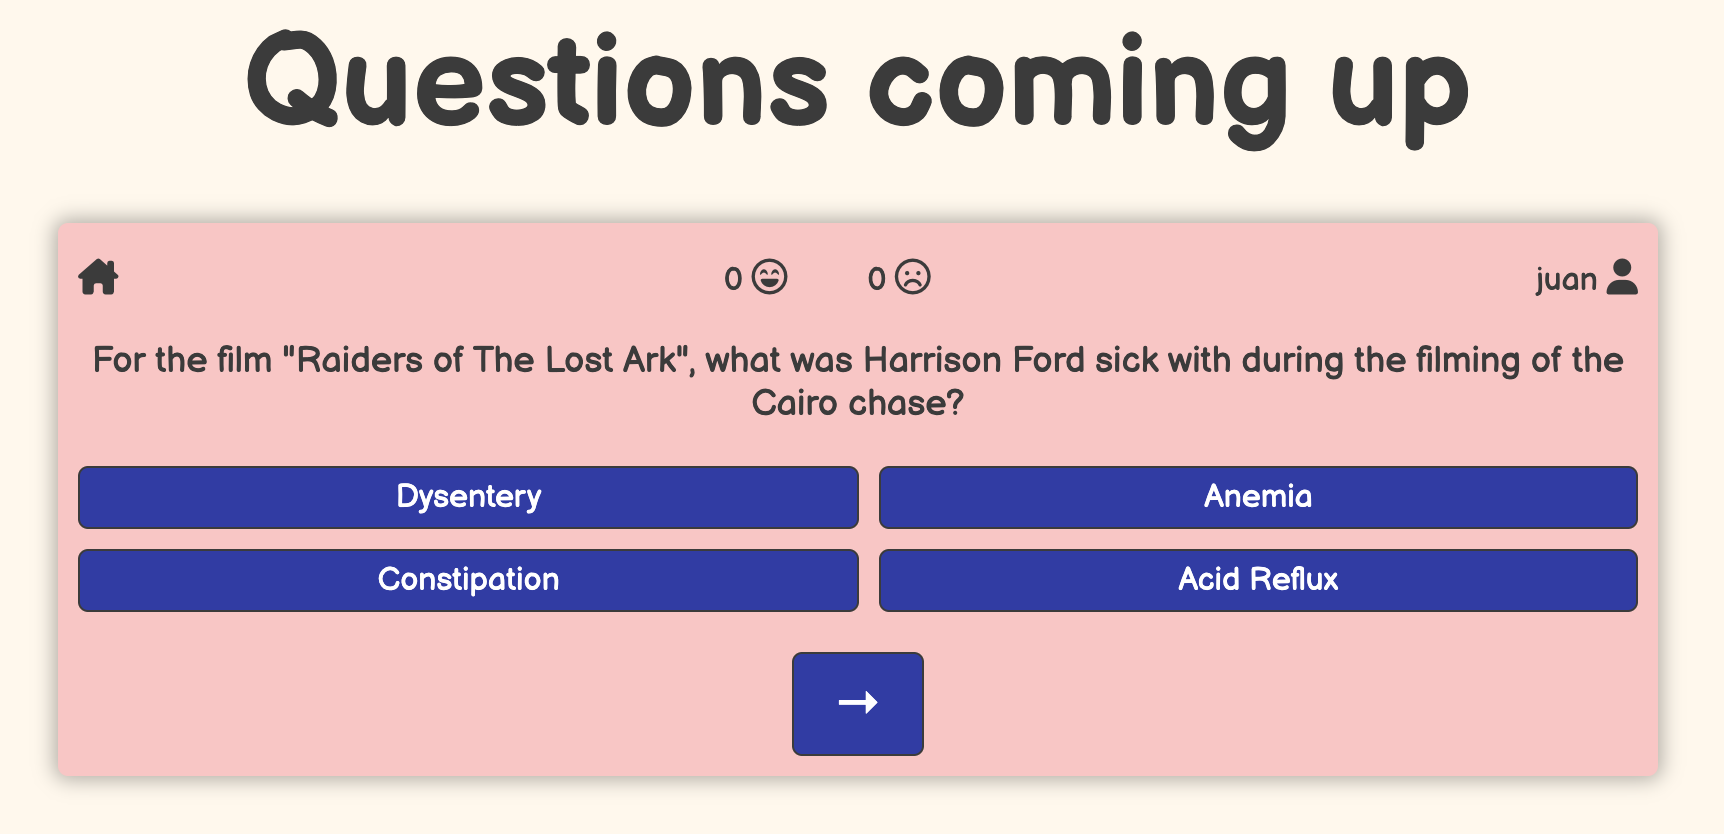 Questions coming up
0
0
juan
For the film "Raiders of The Lost Ark", what was Harrison Ford sick with during the filming of the
Cairo chase?
Dysentery
Anemia
Constipation
Acid Reflux